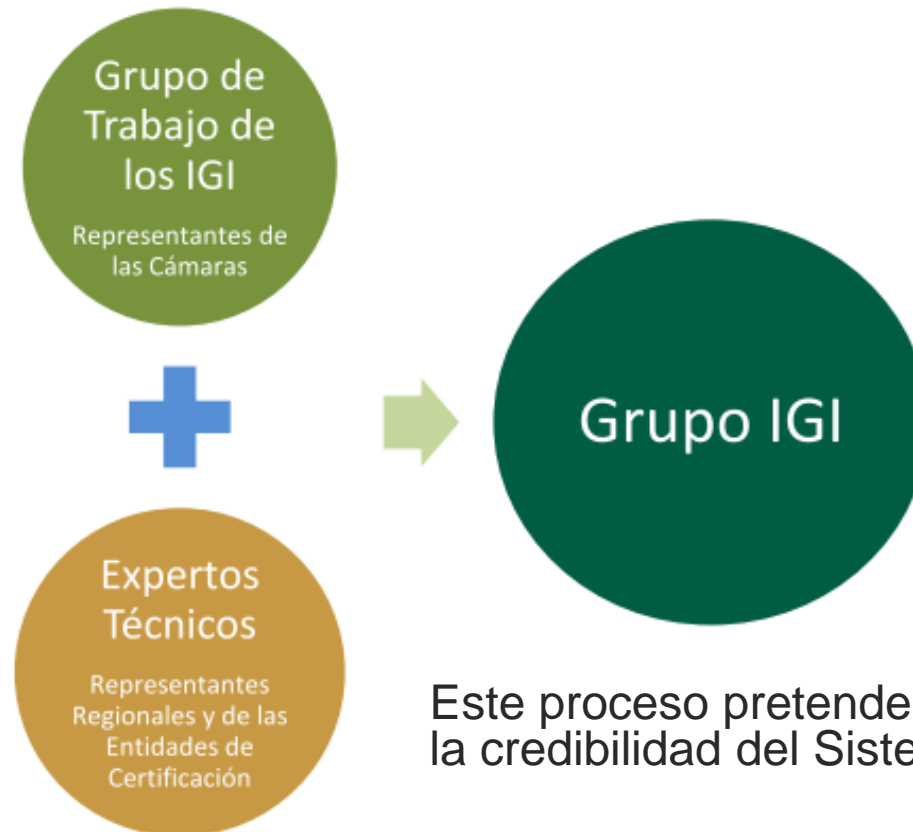 Grupo de
Trabajo de
los IGI
Representantes de
las Cámaras
Expertos
Técnicos
Representantes
Regionales y de las
Entidades de
Certificación
Grupo IGI
Este proceso pretende
la credibilidad del Siste